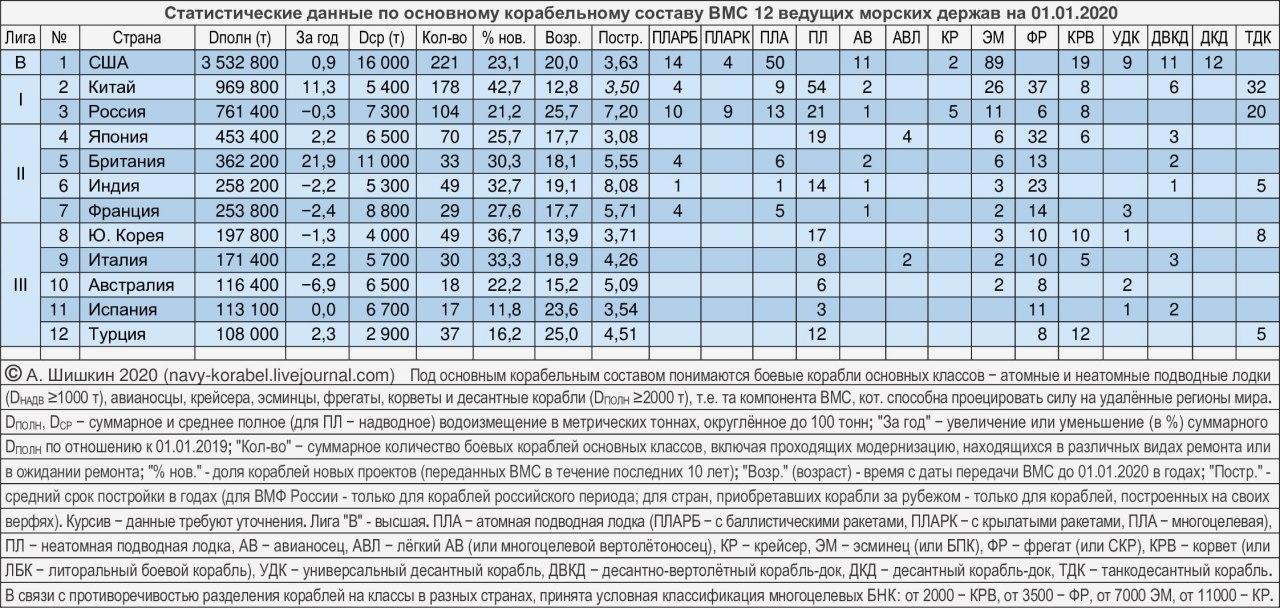 Статистические данные по основному корабельному составу ВМС 12 ведущих морских держав на 01.01.2020
Лига № Страна Dполн (т) За год Dср (т) Кол-во % нов. Возр. Постр. ПЛАРБ ПЛАРК ПЛА ПЛ АВ АВЛ КР ЭМ ФР КРВ УДК ДВКД ДКД ТДК
В 1 США 3 532 800 0,9 16 000 221 23,1 20,0 3,63 14 4 50 11 2 89 19 9 11 12
I
2 Китай 969 800 11,3 5 400 178 42,7 12,8 3,50 4 9 54 2 26 37 8 6 32
3 Россия 761 400 −0,3 7 300 104 21,2 25,7 7,20 10 9 13 21 1 5 11 6 8 20
II
4 Япония 453 400 2,2 6 500 70 25,7 17,7 3,08 19 4 6 32 6 3
5 Британия 362 200 21,9 11 000 33 30,3 18,1 5,55 4 6 2 6 13 2
6 Индия 258 200 −2,2 5 300 49 32,7 19,1 8,08 1 1 14 1 3 23 1 5
7 Франция 253 800 −2,4 8 800 29 27,6 17,7 5,71 4 5 1 2 14 3
III
8 Ю. Корея 197 800 −1,3 4 000 49 36,7 13,9 3,71 17 3 10 10 1 8
9 Италия 171 400 2,2 5 700 30 33,3 18,9 4,26 8 2 2 10 5 3
10 Австралия 116 400 −6,9 6 500 18 22,2 15,2 5,09 6 2 8 2
11 Испания 113 100 0,0 6 700 17 11,8 23,6 3,54 3 11 1 2
12 Турция 108 000 2,3 2 900 37 16,2 25,0 4,51 12 8 12 5
© А. Шишкин 2020 (navy-korabel.livejournal.com) Под основным корабельным составом понимаются боевые корабли основных классов − атомные и неатомные подводные лодки
(Dнадв ≥1000 т), авианосцы, крейсера, эсминцы, фрегаты, корветы и десантные корабли (Dполн ≥2000 т), т.е. та компонента ВМС, кот. способна проецировать силу на удалённые регионы мира.
Dполн, Dср − суммарное и среднее полное (для ПЛ - надводное) водоизмещение в метрических тоннах, округлённое до 100 тонн; "За год" − увеличение или уменьшение (в %) суммарного
Dполн по отношению к 01.01.2019; "Кол-во" − суммарное количество боевых кораблей основных классов, включая проходящих модернизацию, находящихся в различных видах ремонта или
в ожидании ремонта; "% нов." - доля кораблей новых проектов (переданных ВМС в течение последних 10 лет); "Возр." (возраст) - время с даты передачи ВМС до 01.01.2020 в годах; "Постр." -
средний срок постройки в годах (для ВМФ России - только для кораблей российского периода; для стран, приобретавших корабли за рубежом - только для кораблей, построенных на своих
верфях). Курсив − данные требуют уточнения. Лига "В" - высшая. ПЛА − атомная подводная лодка (ПЛАРБ − с баллистическими ракетами, ПЛАРК − с крылатыми ракетами, ПЛА − многоцелевая),
ПЛ − неатомная подводная лодка, АВ − авианосец, АВЛ − лёгкий АВ (или многоцелевой вертолётоносец), КР − крейсер, ЭМ − эсминец (или БПК), ФР − фрегат (или СКР), КРВ − корвет (или
ЛБК − литоральный боевой корабль), УДК − универсальный десантный корабль, ДВКД − десантно-вертолётный корабль-док, ДКД − десантный корабль-док, ТДК − танкодесантный корабль.
В связи с противоречивостью разделения кораблей на классы в разных странах, принята условная классификация многоцелевых БНК: от 2000 − КРВ, от 3500 − ФР, от 7000 ЭМ, от 11000 − КР.